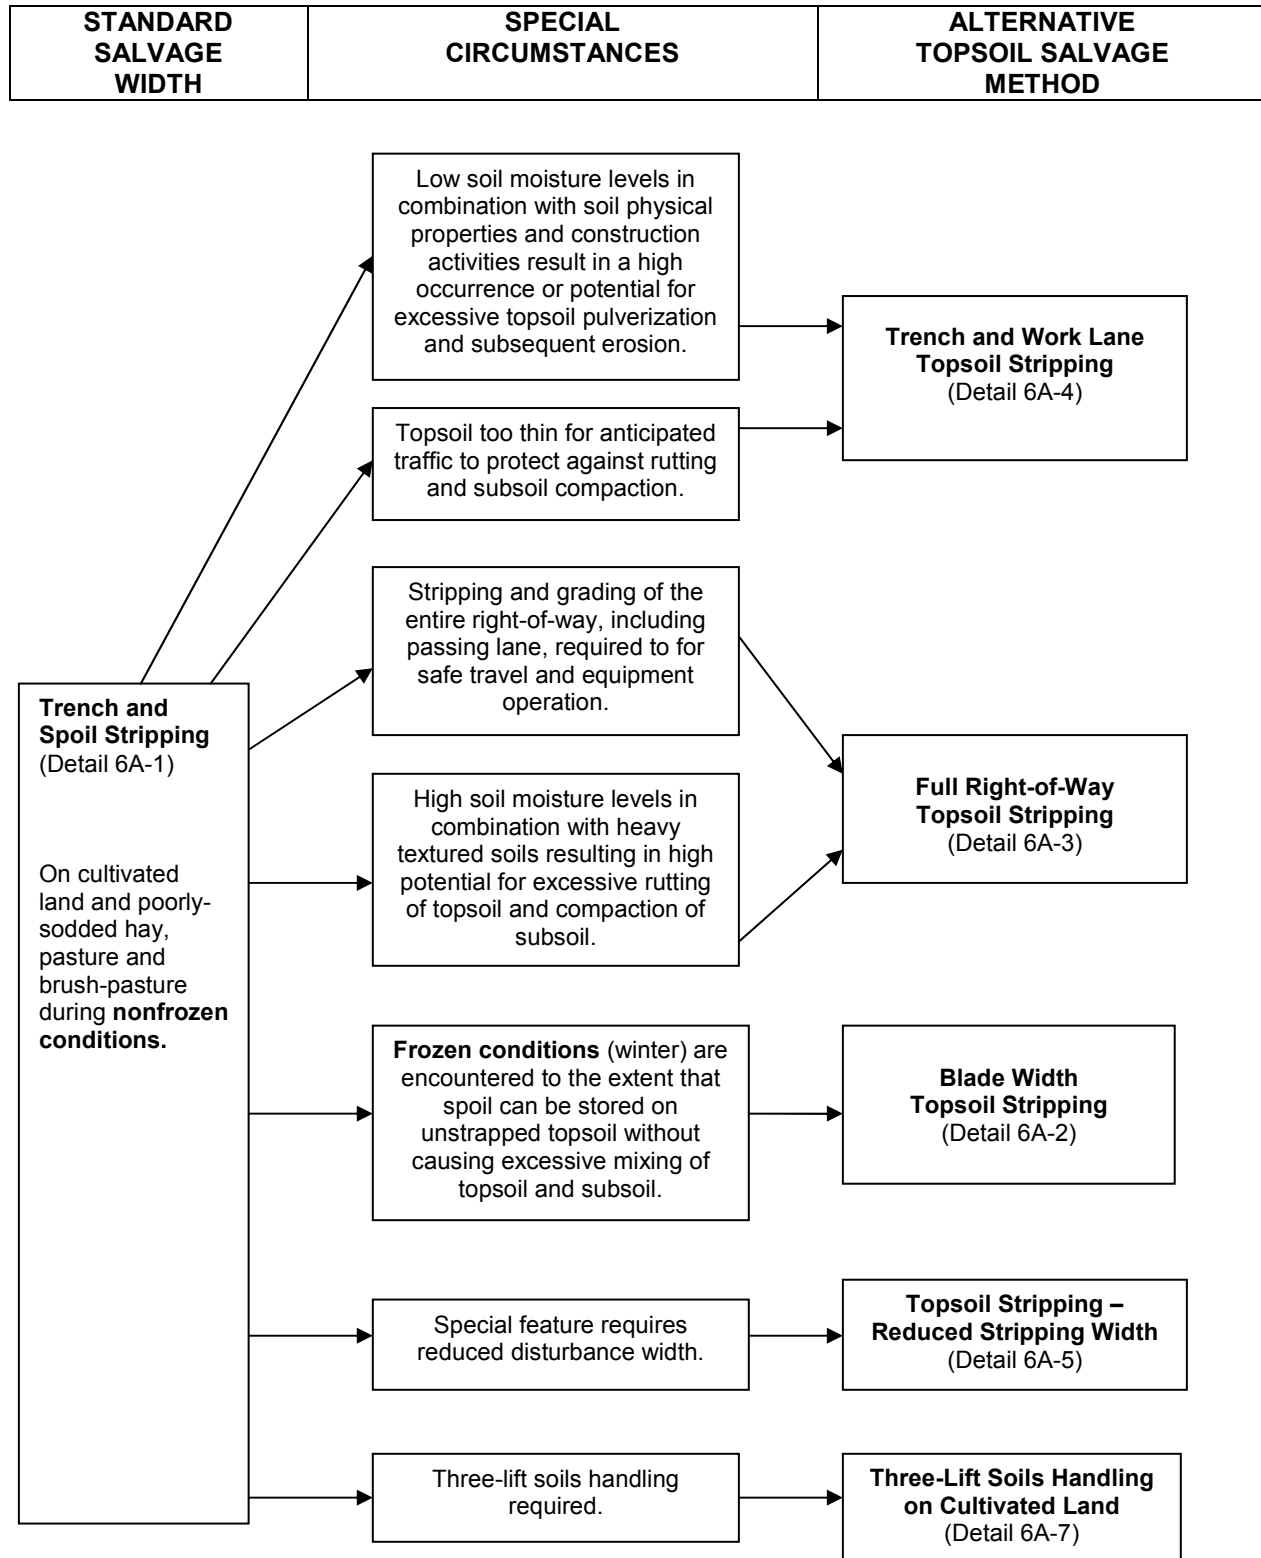 STANDARD
SALVAGE
WIDTH
SPECIAL
CIRCUMSTANCES
ALTERNATIVE
TOPSOIL SALVAGE
METHOD
Low soil moisture levels in
combination with soil physical
properties and construction
activities result in a high
occurrence or potential for
excessive topsoil pulverization
and subsequent erosion.
Trench and Work Lane
Topsoil Stripping
(Detail 6A-4)
Topsoil too thin for anticipated
traffic to protect against rutting
and subsoil compaction.
Stripping and grading of the
entire right-of-way, including
passing lane, required to for
safe travel and equipment
operation.
Trench and
Spoil Stripping
(Detail 6A-1)
On cultivated
land and poorly-
sodded hay,
pasture and
brush-pasture
during nonfrozen
conditions.
High soil moisture levels in
combination with heavy
textured soils resulting in high
potential for excessive rutting
of topsoil and compaction of
subsoil.
Full Right-of-Way
Topsoil Stripping
(Detail 6A-3)
Frozen conditions (winter) are
encountered to the extent that
spoil can be stored on
unstrapped topsoil without
causing excessive mixing of
topsoil and subsoil.
Blade Width
Topsoil Stripping
(Detail 6A-2)
Special feature requires
reduced disturbance width.
Topsoil Stripping –
Reduced Stripping Width
(Detail 6A-5)
Three-lift soils handling
required.
Three-Lift Soils Handling
on Cultivated Land
(Detail 6A-7)